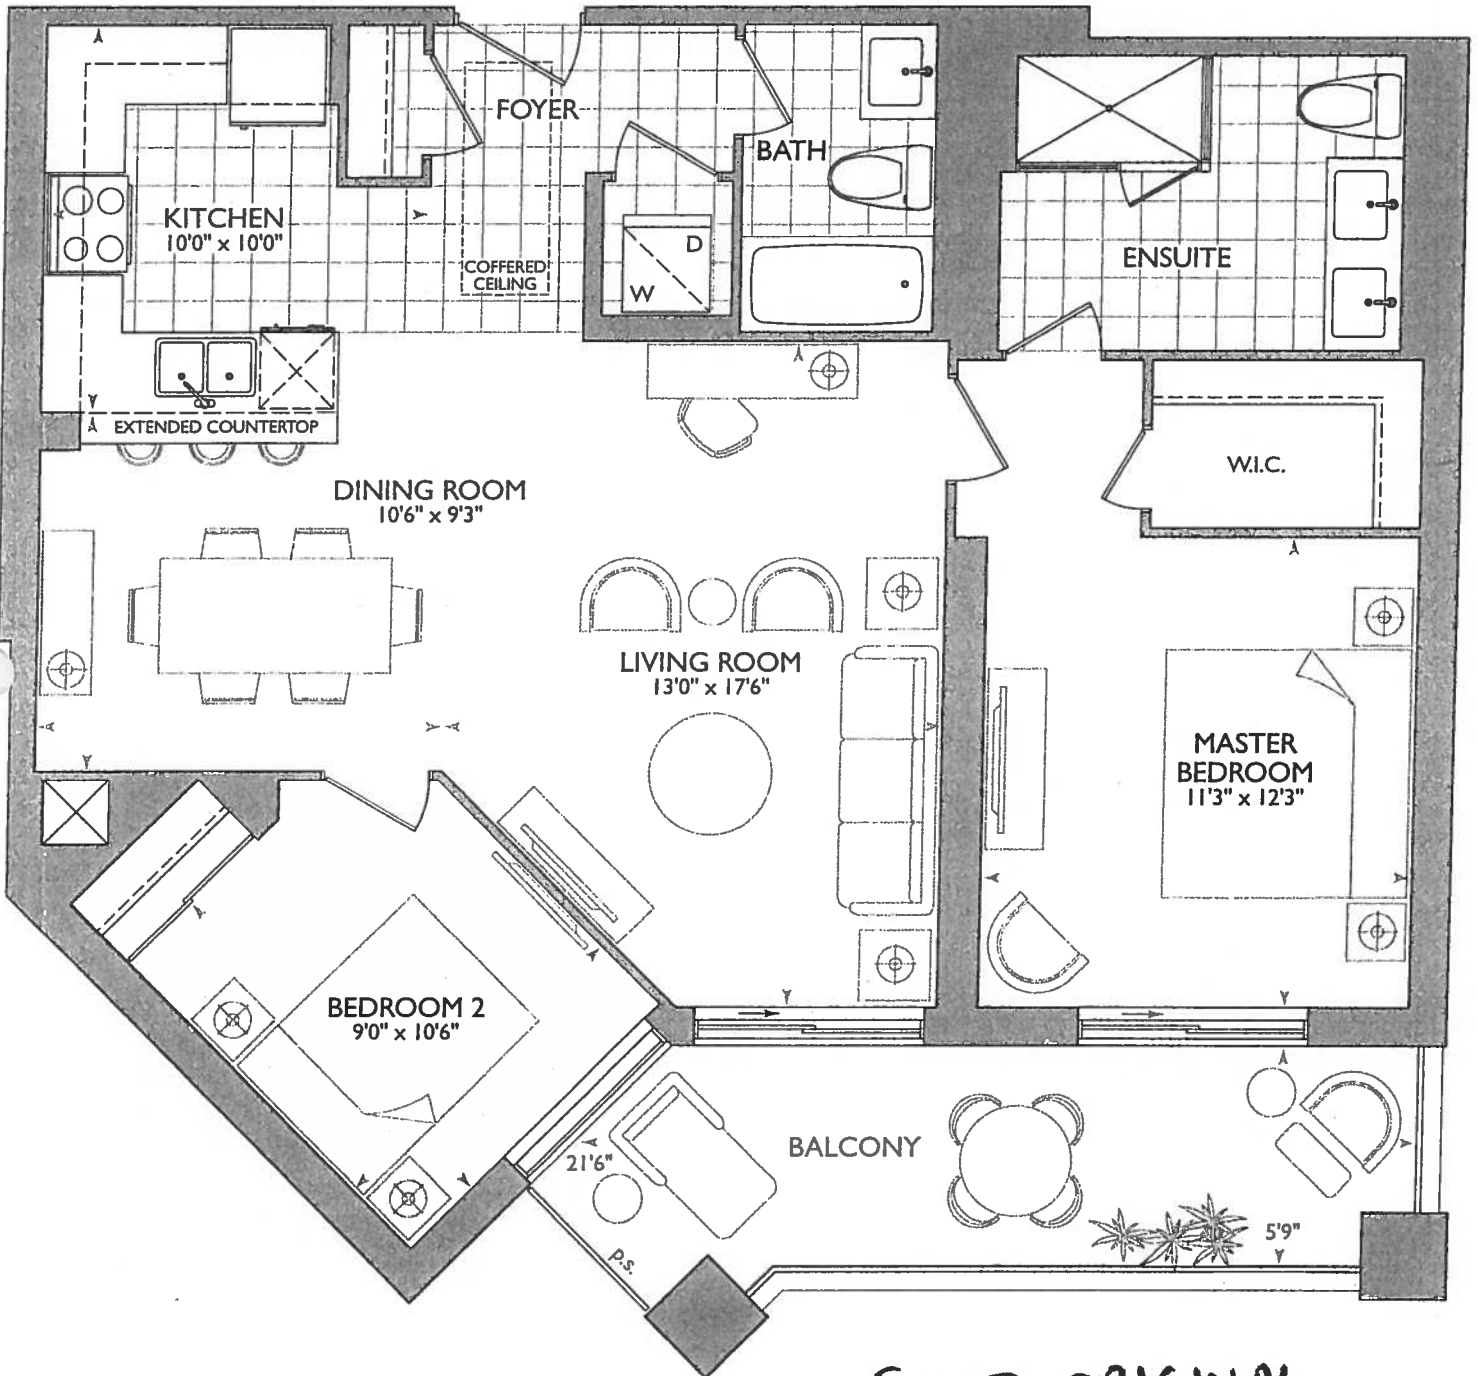 FOYER
BATH
KITCHEN
10'0" x 10'0"
COFFERED
CEILING
D
W
ENSUITE
EXTENDED COUNTERTOP
W.I.C.
DINING ROOM
10'6" x 9'3"
LIVING ROOM
13'0" x 17'6"
MASTER
BEDROOM
11'3" x 12'3"
BEDROOM 2
9'0" x 10'6"
BALCONY
21'6"
5'9"
p.s.